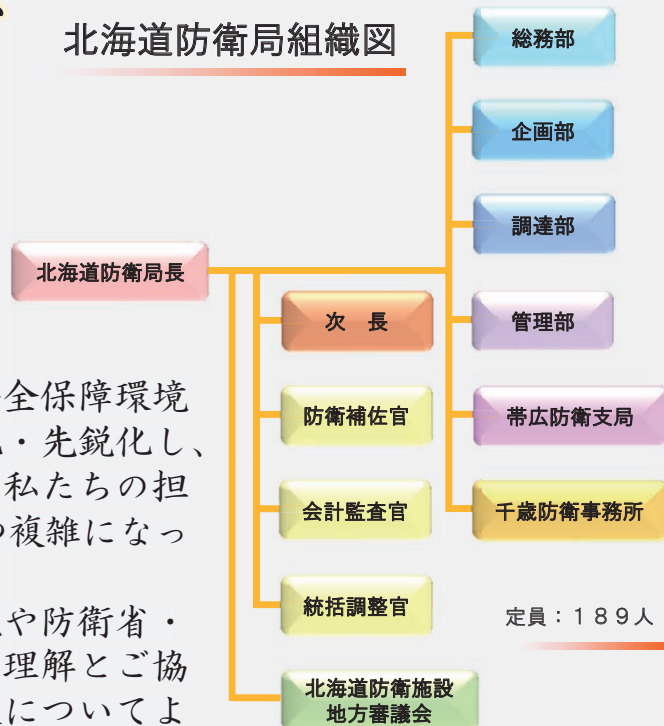 北海道防衛局組織図
総務部
企画部
調達部
北海道防衛局長
次　長
管理部
防衛補佐官
帯広防衛支局
会計監査官
千歳防衛事務所
統括調整官
定員：１８９人
北海道防衛施設
地方審議会
全保障環境
・先鋭化し、
私たちの担
複雑になっ
や防衛省・
理解とご協
についてよ